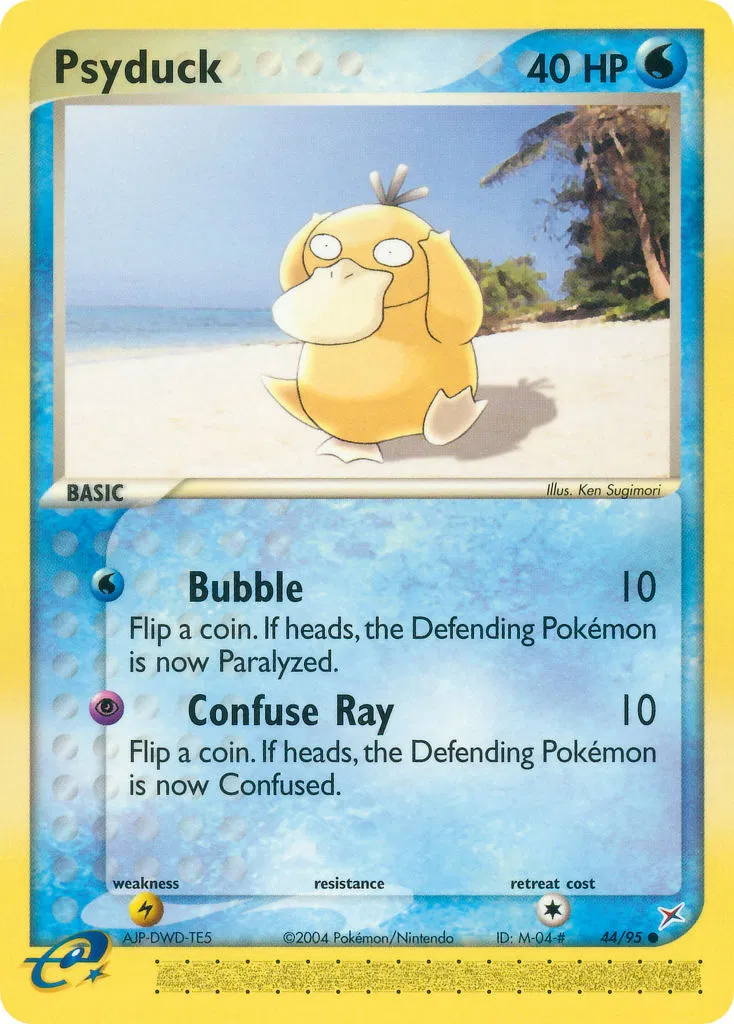 Psyduck 40 HP
BASIC
Illus. Ken Sugimori
Bubble 10
Flip a coin. If heads, the Defending Pokémon
is now Paralyzed.
Confuse Ray 10
Flip a coin. If heads, the Defending Pokémon
is now Confused.
weakness resistance retreat cost
AJP-DWD-TE5 ©2004 Pokémon/Nintendo ID: M-04-# 44/95
e